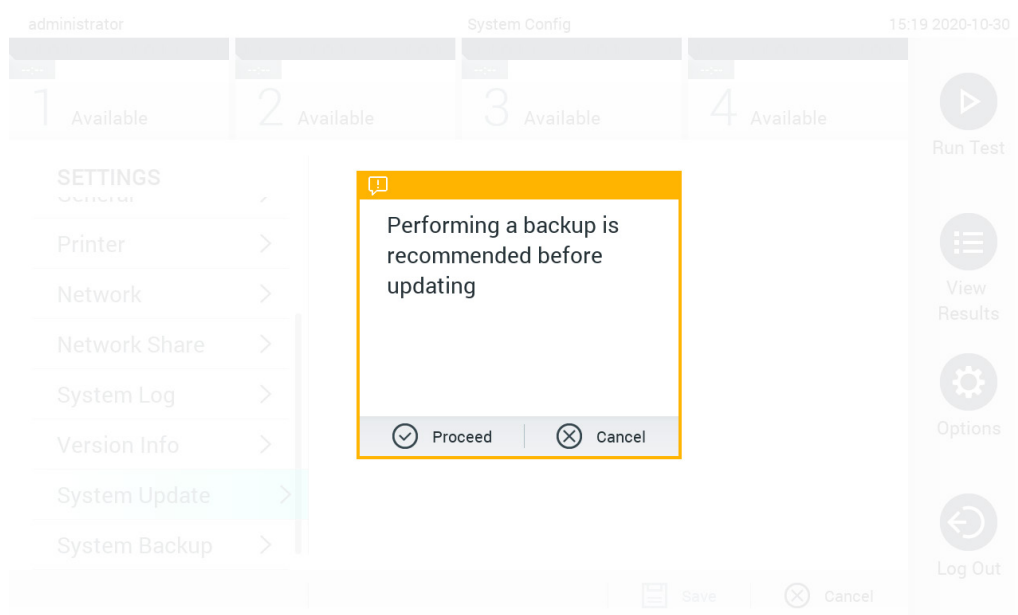 administrator
System Config
15:19 2020-10-30
1 Available
2 Available
3 Available
4 Available
Run Test
SETTINGS
General
Printer
Network
Network Share
System Log
Version Info
System Update
System Backup
Performing a backup is
recommended before
updating
Proceed
Cancel
View
Results
Options
Log Out
Save
Cancel